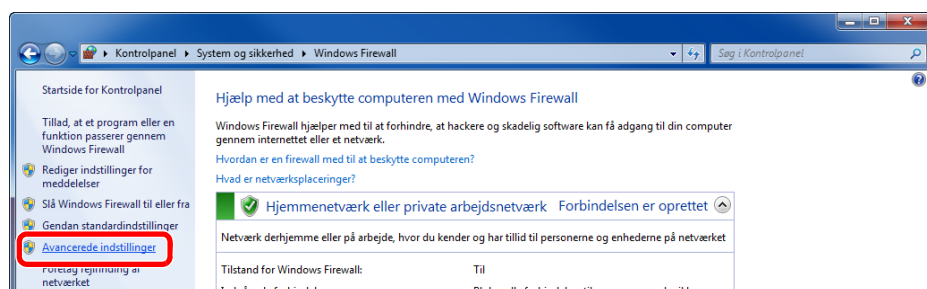 Kontrolpanel ▸ System og sikkerhed ▸ Windows Firewall
Søg i Kontrolpanel
Startside for Kontrolpanel
Tillad, at et program eller en
funktion passerer gennem
Windows Firewall
Rediger indstillinger for
meddelelser
Slå Windows Firewall til eller fra
Gendan standardindstillinger
Avancerede indstillinger
netværket
Hjælp med at beskytte computeren med Windows Firewall
Windows Firewall hjælper med til at forhindre, at hackere og skadelig software kan få adgang til din computer
gennem internettet eller et netværk.
Hvordan er en firewall med til at beskytte computeren?
Hvad er netværksplaceringer?
Hjemmenetværk eller private arbejdsnetværk Forbindelsen er oprettet
Netværk derhjemme eller på arbejde, hvor du kender og har tillid til personerne og enhederne på netværket
Tilstand for Windows Firewall: Til